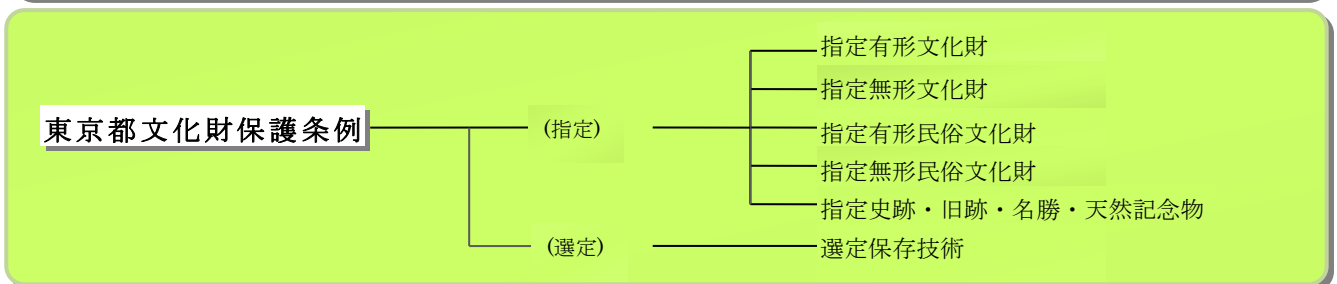 東京都文化財保護条例
(指定)
指定有形文化財
指定無形文化財
指定有形民俗文化財
指定無形民俗文化財
指定史跡・旧跡・名勝・天然記念物
(選定)
選定保存技術